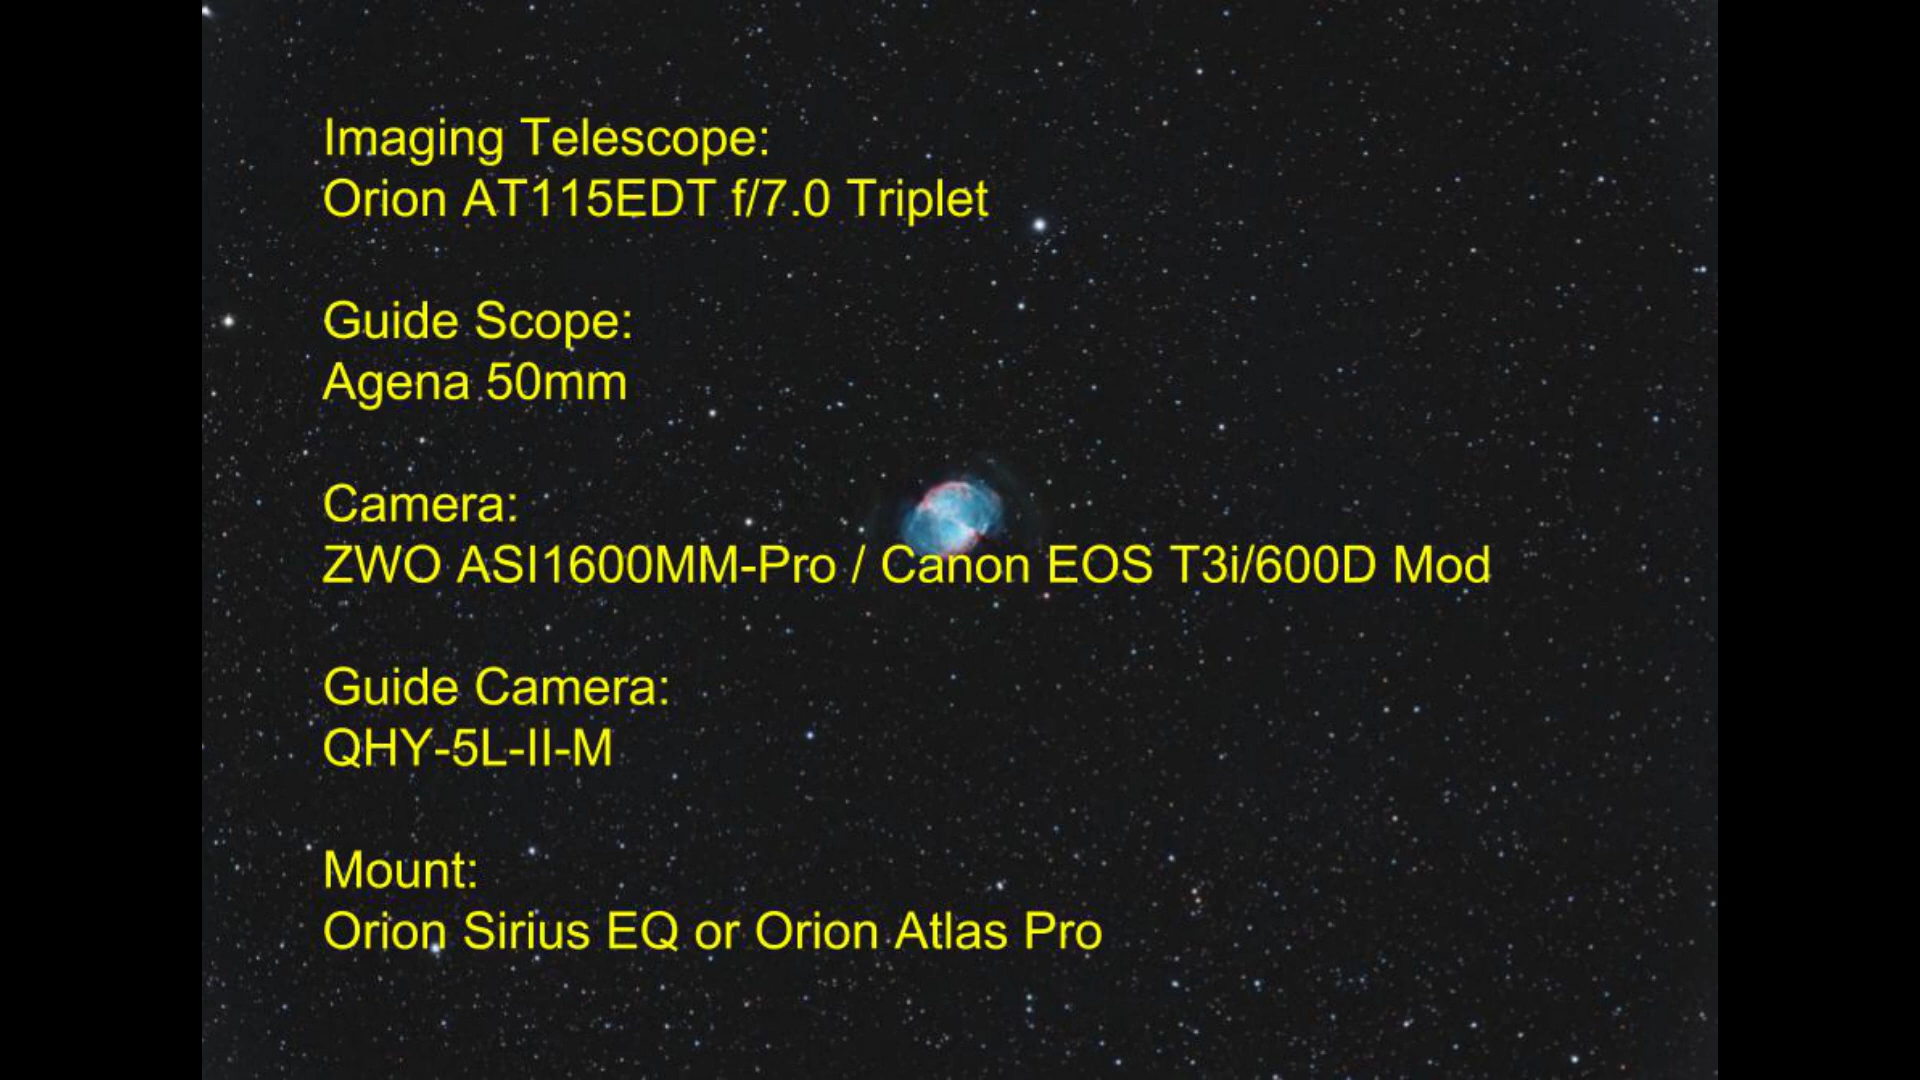 Imaging Telescope:
Orion AT115EDT f/7.0 Triplet
Guide Scope:
Agena 50mm
Camera:
ZWO ASI1600MM-Pro / Canon EOS T3i/600D Mod
Guide Camera:
QHY-5L-II-M
Mount:
Orion Sirius EQ or Orion Atlas Pro